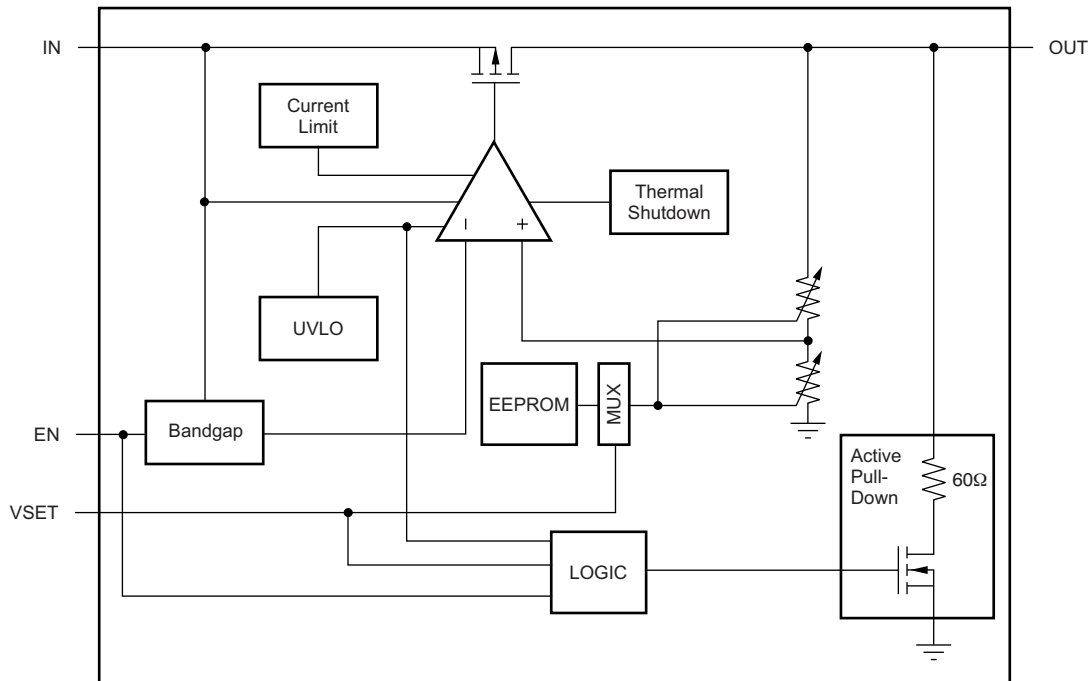 IN
OUT
Current
Limit
Thermal
Shutdown
− +
UVLO
EEPROM
MUX
EN
Bandgap
Active
Pull-
Down
60Ω
VSET
LOGIC